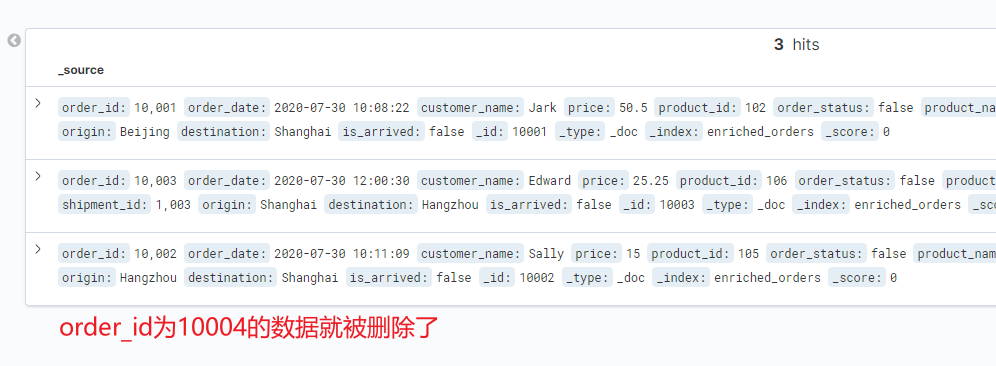 3 hits
_source
order_id: 10,001 order_date: 2020-07-30 10:08:22 customer_name: Jark price: 50.5 product_id: 102 order_status: false product_na
origin: Beijing destination: Shanghai is_arrived: false _id: 10001 _type: _doc _index: enriched_orders _score: 0
order_id: 10,003 order_date: 2020-07-30 12:00:30 customer_name: Edward price: 25.25 product_id: 106 order_status: false product
shipment_id: 1,003 origin: Shanghai destination: Hangzhou is_arrived: false _id: 10003 _type: _doc _index: enriched_orders _sco
order_id: 10,002 order_date: 2020-07-30 10:11:09 customer_name: Sally price: 15 product_id: 105 order_status: false product_nam
origin: Hangzhou destination: Shanghai is_arrived: false _id: 10002 _type: _doc _index: enriched_orders _score: 0
order_id为10004的数据就被删除了